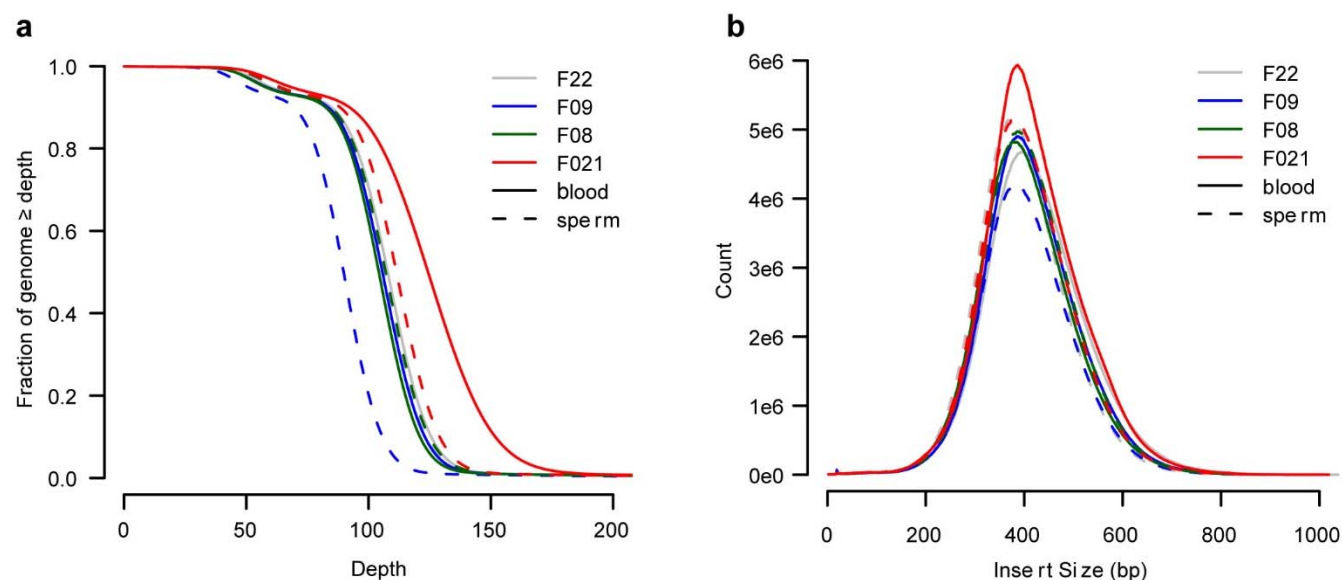 a
Fraction of genome ≥ depth
1.0
0.8
0.6
0.4
0.2
0.0
0
50
100
150
200
Depth
F22
F09
F08
F021
blood
spe rm
b
Count
6e6
5e6
4e6
3e6
2e6
1e6
0e0
0
200
400
600
800
1000
Inse rt Si ze (bp)
F22
F09
F08
F021
blood
spe rm